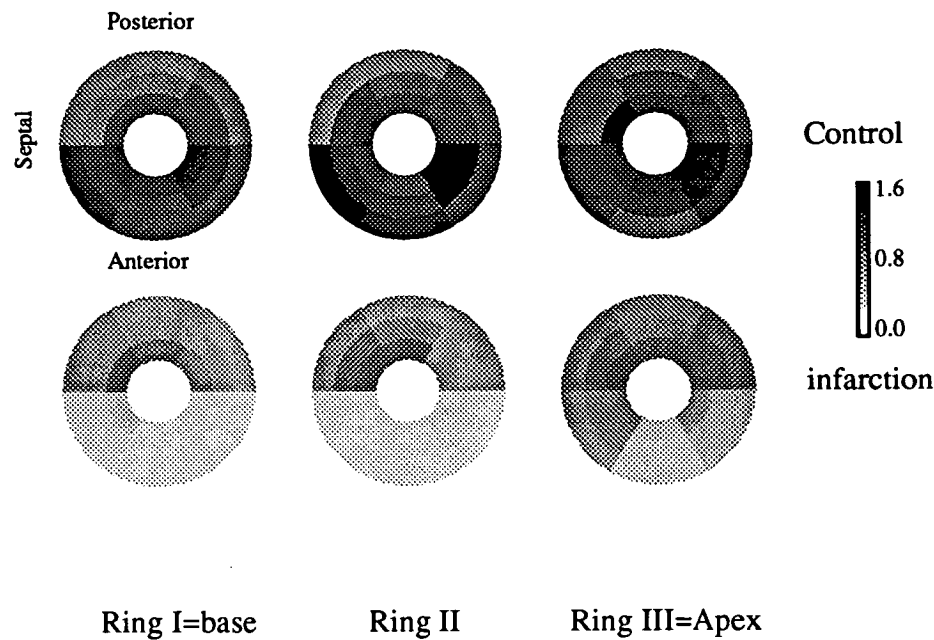 Posterior
Septal
Control
1.6
0.8
Anterior
0.0
infarction
Ring I=base
Ring II
Ring III=Apex